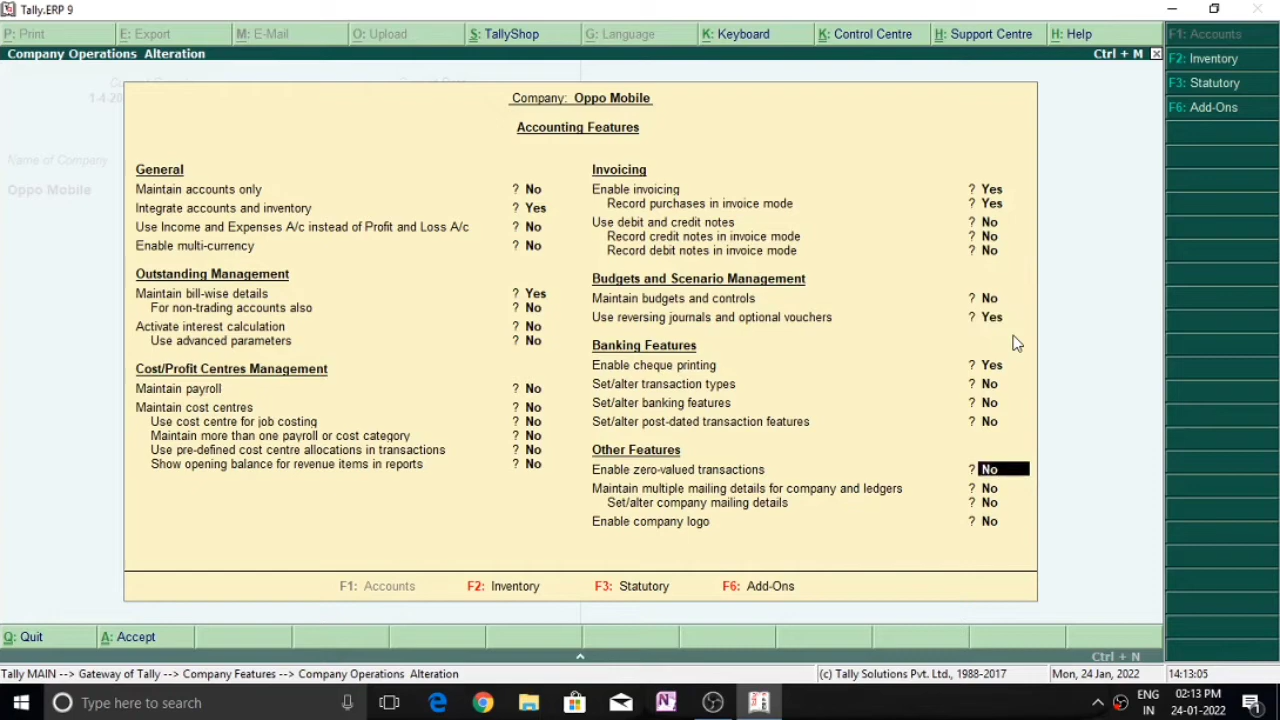 Tally.ERP 9
P: Print E: Export M: E-Mail O: Upload S: TallyShop G: Language K: Keyboard K: Control Centre H: Support Centre H: Help
F1: Accounts
Company Operations Alteration Ctrl + M
F2: Inventory
F3: Statutory
F6: Add-Ons
Company: Oppo Mobile
1-4-20
Accounting Features
Name of Company
Oppo Mobile
General
Maintain accounts only ? No
Integrate accounts and inventory ? Yes
Use Income and Expenses A/c instead of Profit and Loss A/c ? No
Enable multi-currency ? No
Outstanding Management
Maintain bill-wise details ? Yes
For non-trading accounts also ? No
Activate interest calculation ? No
Use advanced parameters ? No
Cost/Profit Centres Management
Maintain payroll ? No
Maintain cost centres ? No
Use cost centre for job costing ? No
Maintain more than one payroll or cost category ? No
Use pre-defined cost centre allocations in transactions ? No
Show opening balance for revenue items in reports ? No
Invoicing
Enable invoicing ? Yes
Record purchases in invoice mode ? Yes
Use debit and credit notes ? No
Record credit notes in invoice mode ? No
Record debit notes in invoice mode ? No
Budgets and Scenario Management
Maintain budgets and controls ? No
Use reversing journals and optional vouchers ? Yes
Banking Features
Enable cheque printing ? Yes
Set/alter transaction types ? No
Set/alter banking features ? No
Set/alter post-dated transaction features ? No
Other Features
Enable zero-valued transactions ? No
Maintain multiple mailing details for company and ledgers ? No
Set/alter company mailing details ? No
Enable company logo ? No
F1: Accounts F2: Inventory F3: Statutory F6: Add-Ons
Q: Quit A: Accept
Ctrl + N
Tally MAIN --> Gateway of Tally --> Company Features --> Company Operations Alteration (c) Tally Solutions Pvt. Ltd., 1988-2017 Mon, 24 Jan, 2022 14:13:05
Type here to search
ENG 02:13 PM
IN 24-01-2022 1